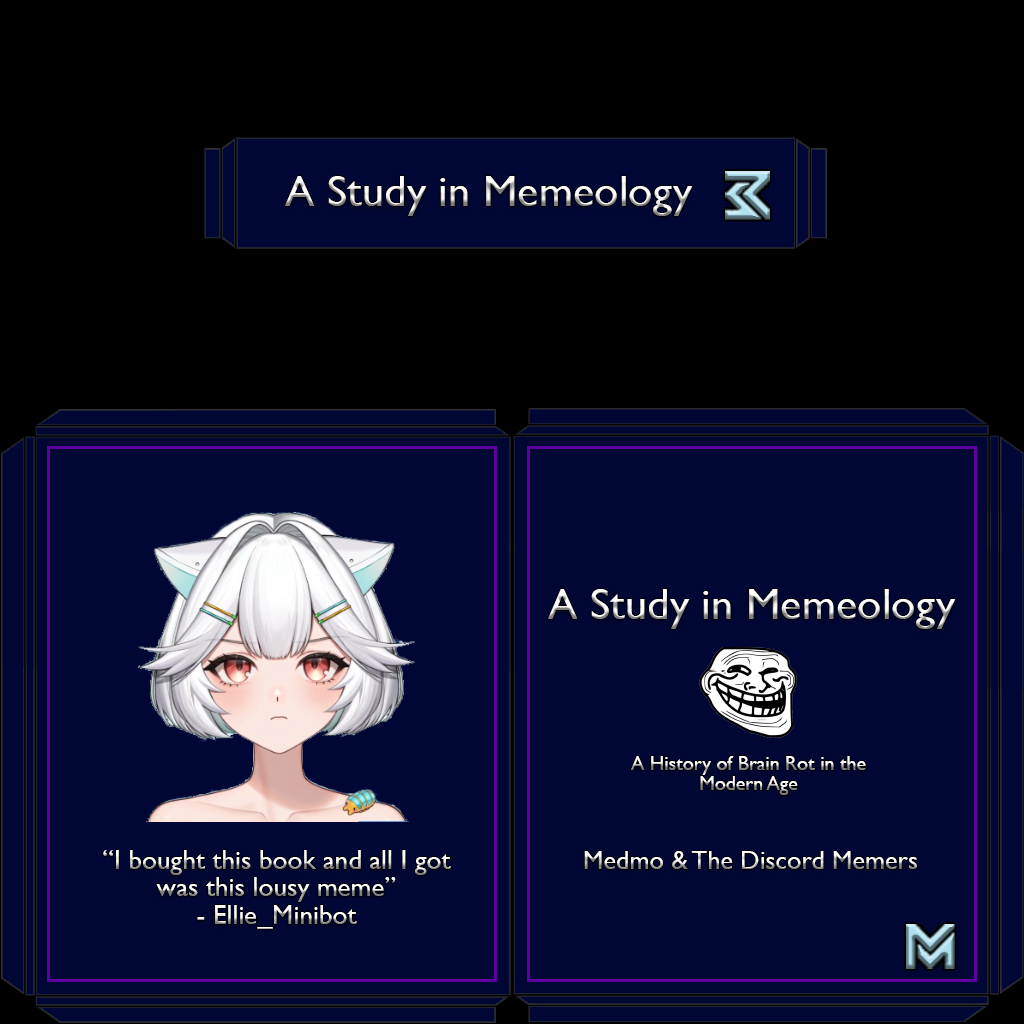 A Study in Memeology
“I bought this book and all I got
was this lousy meme”
- Ellie_Minibot
A Study in Memeology
A History of Brain Rot in the
Modern Age
Medmo & The Discord Memers
M